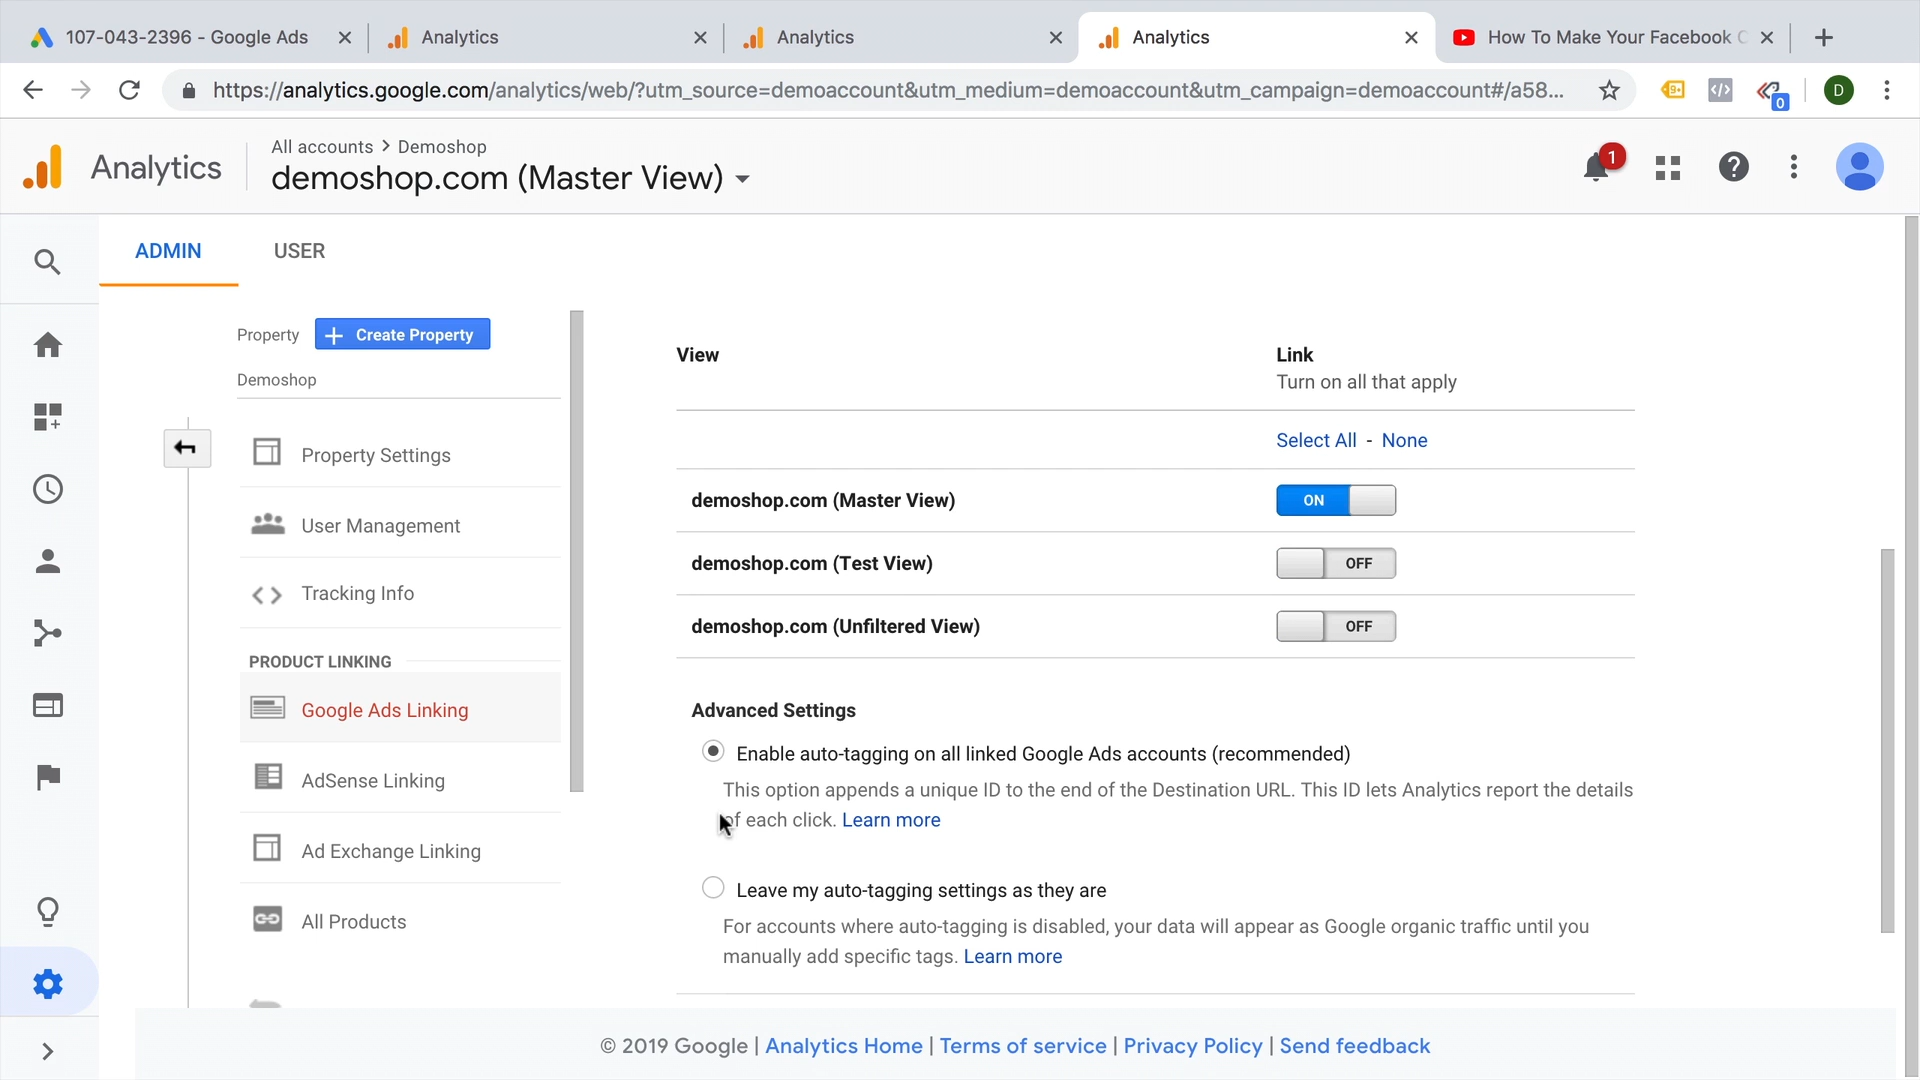 107-043-2396 - Google Ads
Analytics
Analytics
Analytics
How To Make Your Facebook
https://analytics.google.com/analytics/web/?utm_source=demoaccount&utm_medium=demoaccount&utm_campaign=demoaccount#/a58...
9+
0
D
Analytics
All accounts > Demoshop
demoshop.com (Master View)
1
ADMIN
USER
Property
Create Property
Demoshop
Property Settings
User Management
Tracking Info
PRODUCT LINKING
Google Ads Linking
AdSense Linking
Ad Exchange Linking
All Products
View
Link
Turn on all that apply
Select All - None
demoshop.com (Master View)
ON
demoshop.com (Test View)
OFF
demoshop.com (Unfiltered View)
OFF
Advanced Settings
Enable auto-tagging on all linked Google Ads accounts (recommended)
This option appends a unique ID to the end of the Destination URL. This ID lets Analytics report the details
of each click. Learn more
Leave my auto-tagging settings as they are
For accounts where auto-tagging is disabled, your data will appear as Google organic traffic until you
manually add specific tags. Learn more
© 2019 Google | Analytics Home | Terms of service | Privacy Policy | Send feedback